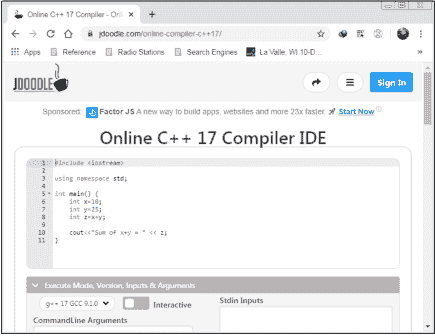 Online C++ 17 Compiler - Onl
jdoodle.com/online-compiler-c++17/
Apps Reference Radio Stations Search Engines La Valle, WI 10-D...
JDOODLE
Sign In
Sponsored: Factor JS A new way to build apps, websites and more 23x faster. Start Now
Online C++ 17 Compiler IDE
1 #include <iostream>
2
3 using namespace std;
4
5 int main() {
6 int x=10;
7 int y=25;
8 int z=x+y;
9
10 cout<<"Sum of x+y = " << z;
11 }
Execute Mode, Version, Inputs & Arguments
g++ 17 GCC 9.1.0
Interactive
Stdin Inputs
CommandLine Arguments